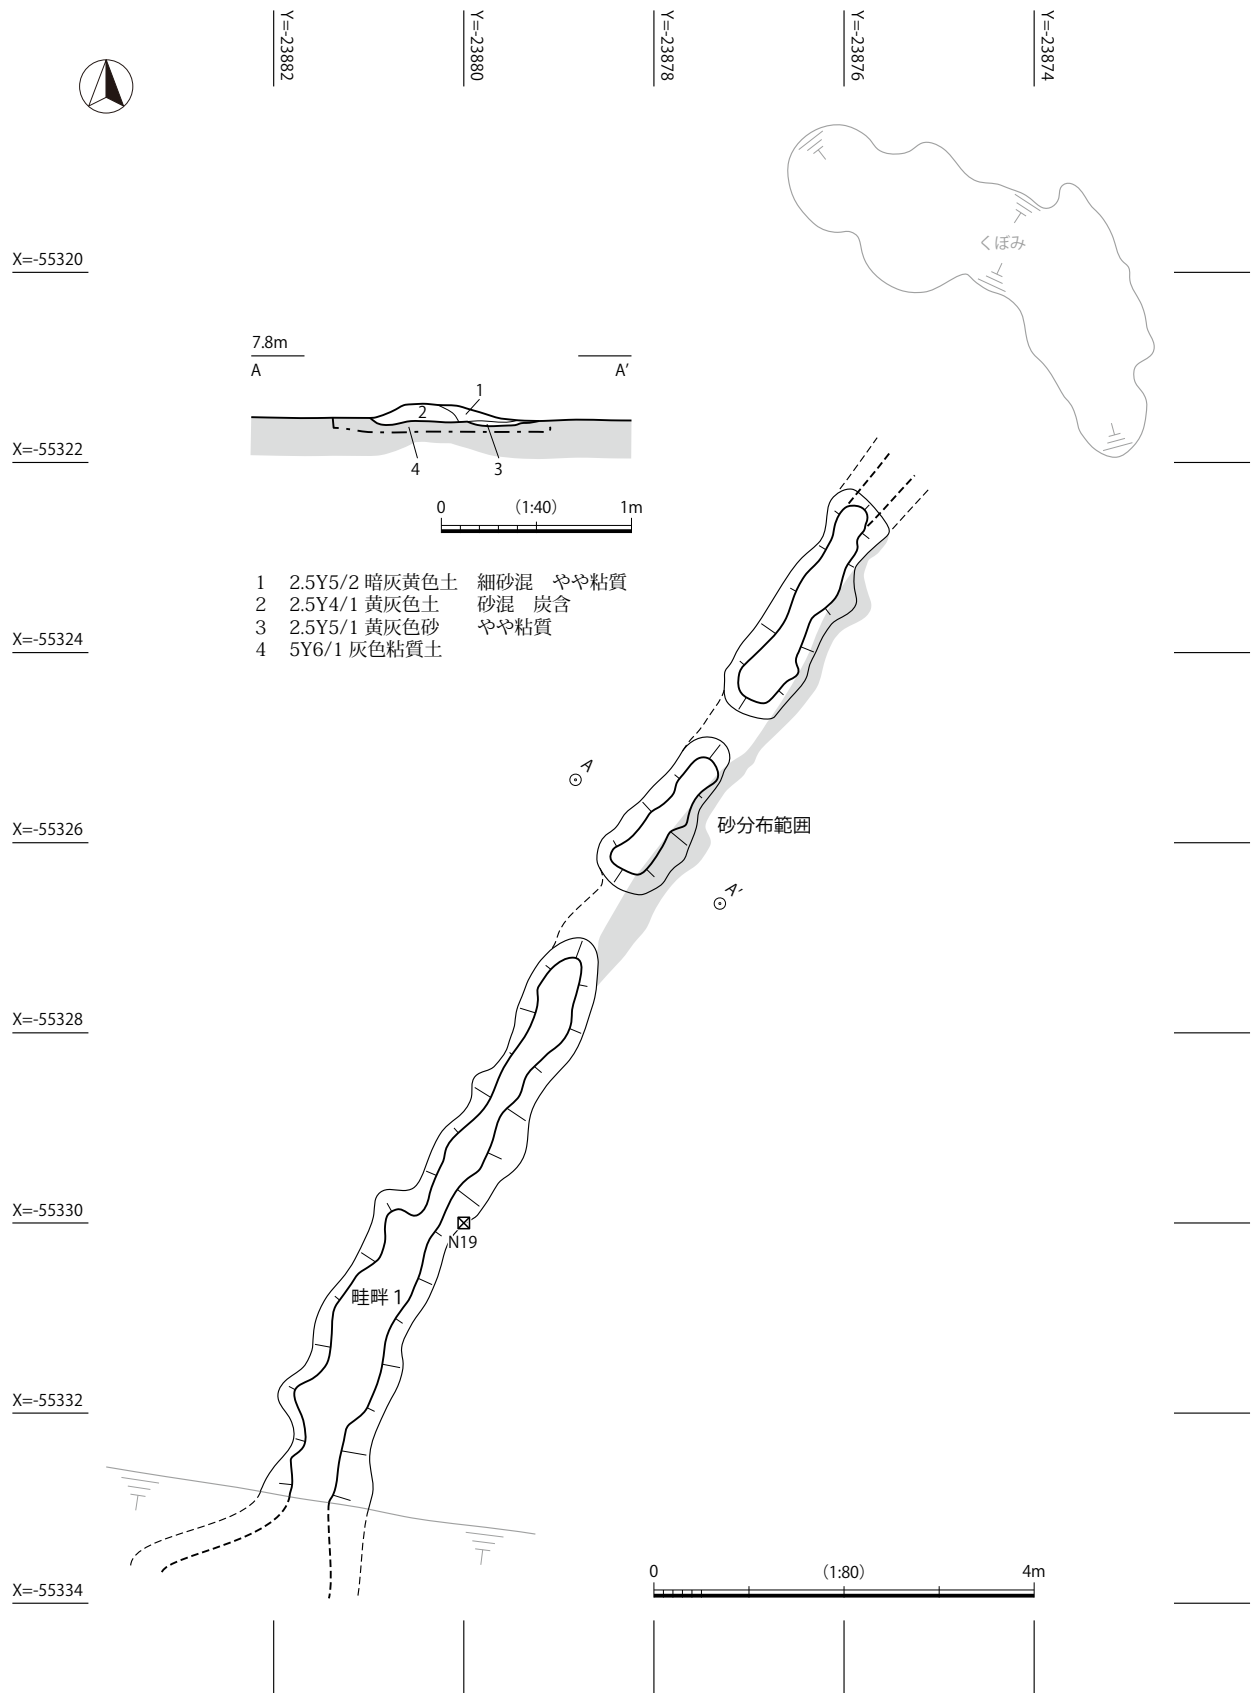 Y=-23882
Y=-23880
Y=-23878
Y=-23876
Y=-23874
くぼみ
X=-55320
7.8m
A A′
1
2
4 3
X=-55322
0 (1:40) 1m
1 2.5Y5/2 暗灰黄色土 細砂混 やや粘質
2 2.5Y4/1 黄灰色土 砂混 炭含
3 2.5Y5/1 黄灰色砂 やや粘質
4 5Y6/1 灰色粘質土
X=-55324
A
X=-55326
砂分布範囲
A′
X=-55328
X=-55330
N19
畦畔 1
X=-55332
X=-55334
0 (1:80) 4m